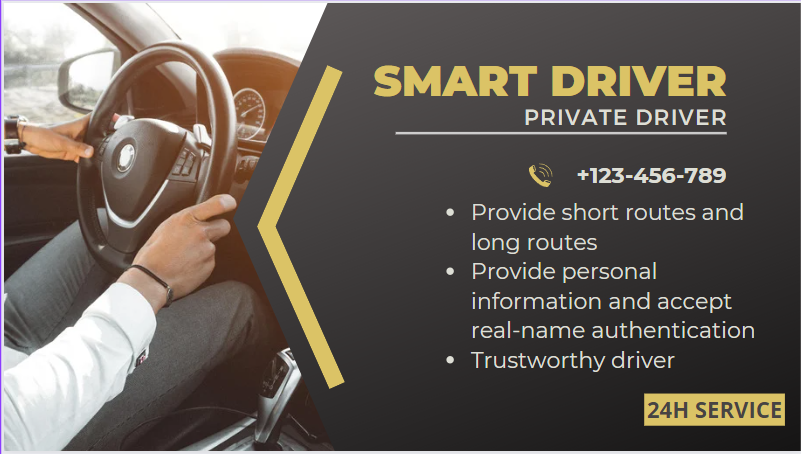 SMART DRIVER
PRIVATE DRIVER
+123-456-789
• Provide short routes and
long routes
• Provide personal
information and accept
real-name authentication
• Trustworthy driver
24H SERVICE